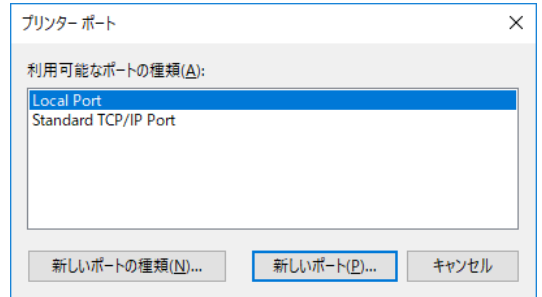 プリンター ポート
利用可能なポートの種類(A):
Local Port
Standard TCP/IP Port
新しいポートの種類(N)... 新しいポート(P)... キャンセル